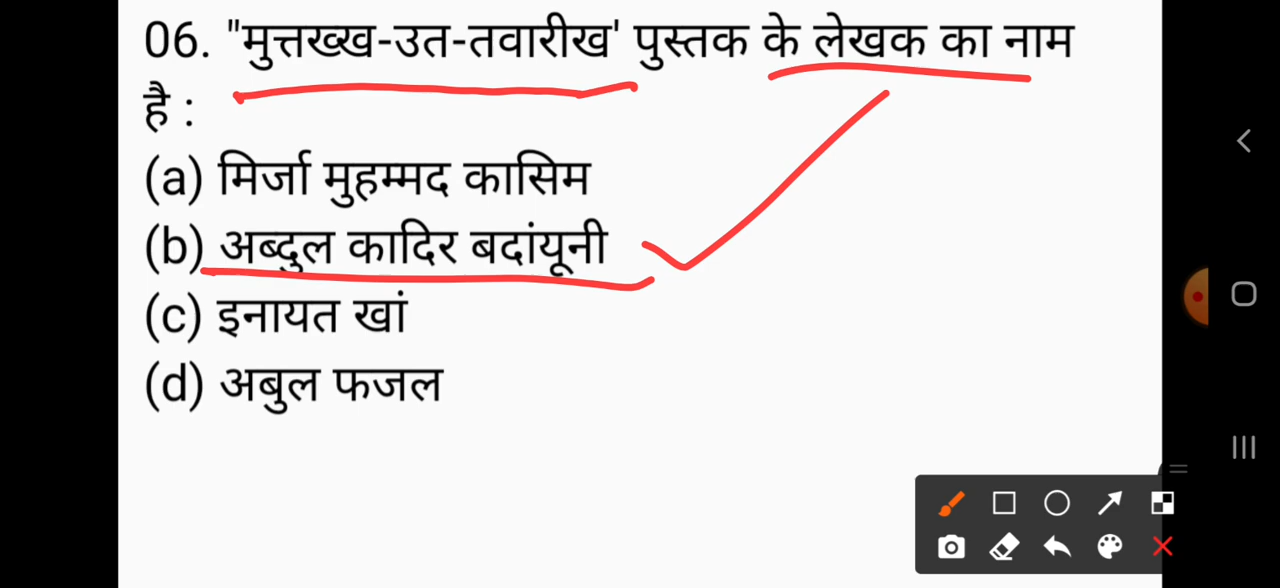 06. "मुत्तख्ख-उत-तवारीख' पुस्तक के लेखक का नाम
है :
(a) मिर्जा मुहम्मद कासिम
(b) अब्दुल कादिर बदांयूनी
(c) इनायत खां
(d) अबुल फजल